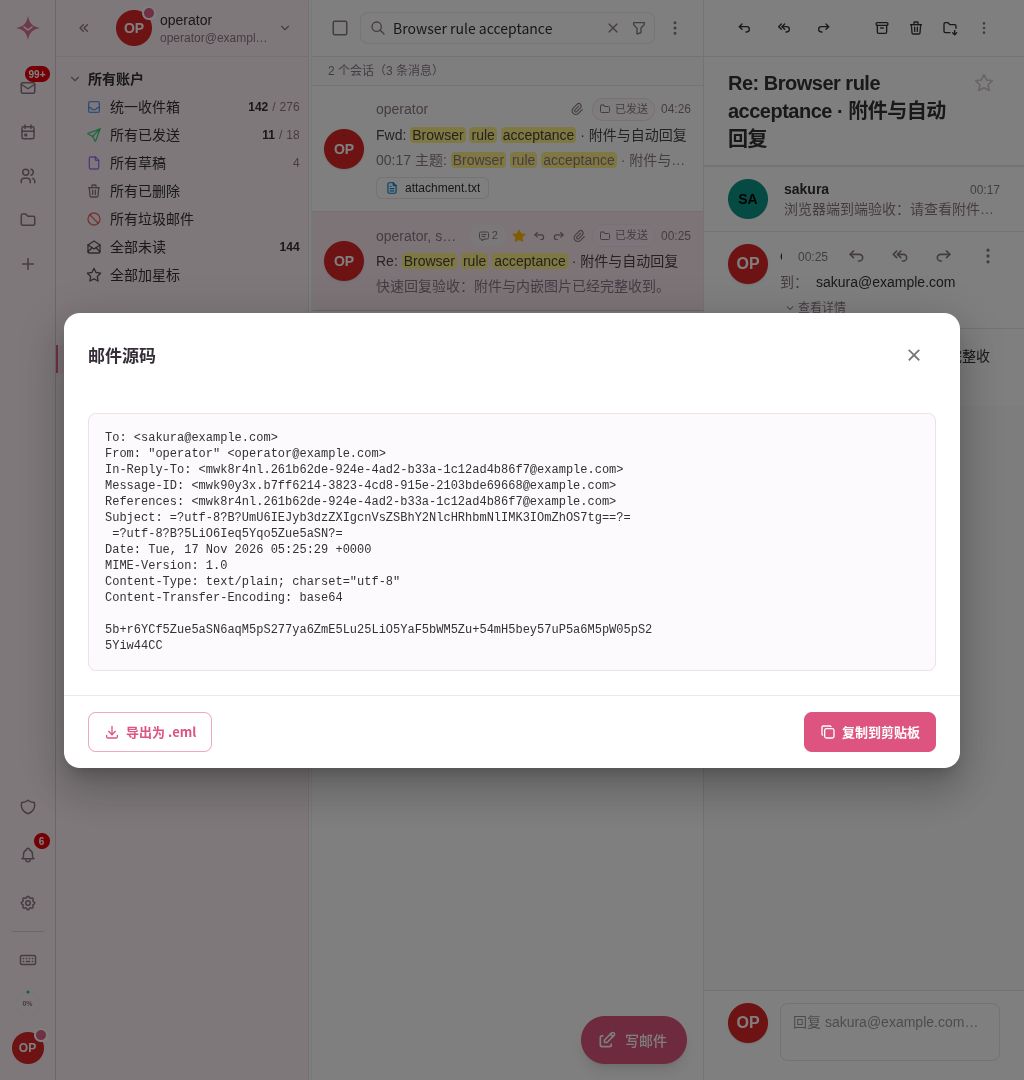 99+
0%
6
OP
OP
operator
operator@exampl…
所有账户
统一收件箱 142 / 276
所有已发送 11 / 18
所有草稿 4
所有已删除
所有垃圾邮件
全部未读 144
所有加星标
Browser rule acceptance
2 个会话（3 条消息）
OP
operator 已发送 04:26
Fwd: Browser rule acceptance · 附件与自动回复
00:17 主题: Browser rule acceptance · 附件与…
attachment.txt
OP
operator, s… 2 已发送 00:25
Re: Browser rule acceptance · 附件与自动回复
快速回复验收：附件与内嵌图片已经完整收到。
Re: Browser rule
acceptance · 附件与自动
回复
SA
sakura 00:17
浏览器端到端验收：请查看附件…
OP
00:25
到： sakura@example.com
查看详情
整收
邮件源码
To: <sakura@example.com>
From: "operator" <operator@example.com>
In-Reply-To: <mwk8r4nl.261b62de-924e-4ad2-b33a-1c12ad4b86f7@example.com>
Message-ID: <mwk90y3x.b7ff6214-3823-4cd8-915e-2103bde69668@example.com>
References: <mwk8r4nl.261b62de-924e-4ad2-b33a-1c12ad4b86f7@example.com>
Subject: =?utf-8?B?UmU6IEJyb3dzZXIgcnVsZSBhY2NlcHRhbmNlIMK3IOmZhOS7tg==?=
=?utf-8?B?5LiO6Ieq5Yqo5Zue5aSN?=
Date: Tue, 17 Nov 2026 05:25:29 +0000
MIME-Version: 1.0
Content-Type: text/plain; charset="utf-8"
Content-Transfer-Encoding: base64
5b+r6YCf5Zue5aSN6aqM5pS277ya6ZmE5Lu25LiO5YaF5bWM5Zu+54mH5bey57uP5a6M5pW05pS2
5Yiw44CC
导出为 .eml
复制到剪贴板
写邮件
OP
回复 sakura@example.com…